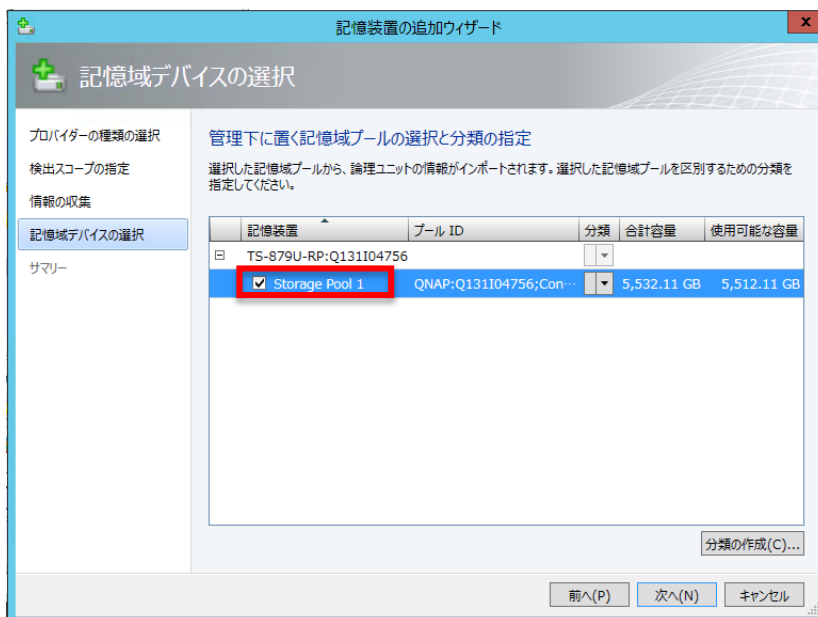 記憶装置の追加ウィザード
x
記憶域デバイスの選択
プロバイダーの種類の選択
検出スコープの指定
情報の収集
記憶域デバイスの選択
サマリー
管理下に置く記憶域プールの選択と分類の指定
選択した記憶域プールから、論理ユニットの情報がインポートされます。選択した記憶域プールを区別するための分類を
指定してください。
記憶装置 プール ID 分類 合計容量 使用可能な容量
TS-879U-RP:Q131I04756
Storage Pool 1 QNAP:Q131I04756;Con… 5,532.11 GB 5,512.11 GB
分類の作成(C)...
前へ(P) 次へ(N) キャンセル